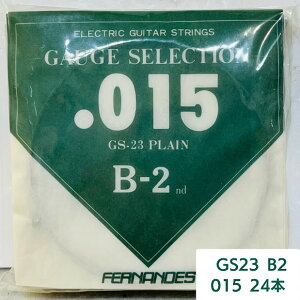 ELECTRIC GUITAR STRINGS
GAUGE SELECTION
.015
GS-23 PLAIN
B-2nd
FERNANDES
GS23 B2
015 24本